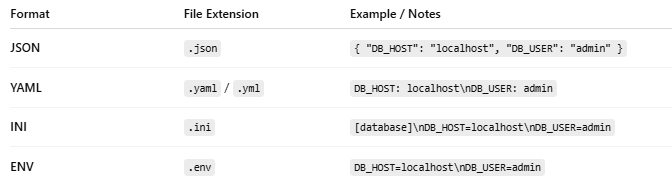 Format File Extension Example / Notes
JSON .json { "DB_HOST": "localhost", "DB_USER": "admin" }
YAML .yaml / .yml DB_HOST: localhost\nDB_USER: admin
INI .ini [database]\nDB_HOST=localhost\nDB_USER=admin
ENV .env DB_HOST=localhost\nDB_USER=admin